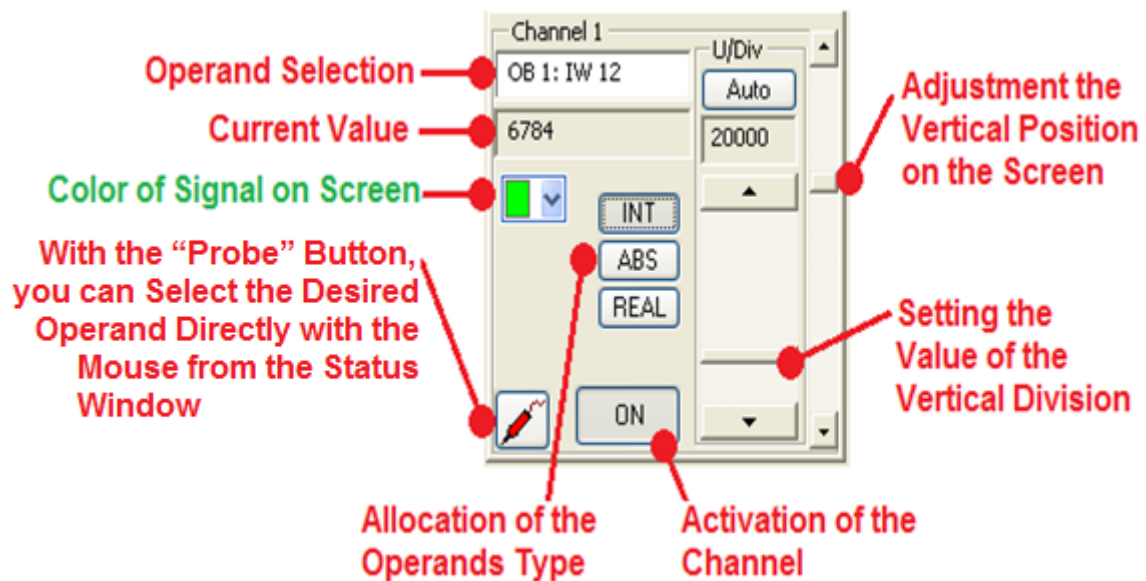 Channel 1
U/Div
Operand Selection
OB 1: IW 12
Auto
Current Value
6784
20000
Adjustment the
Vertical Position
on the Screen
Color of Signal on Screen
INT
ABS
REAL
With the “Probe” Button,
you can Select the Desired
Operand Directly with the
Mouse from the Status
Window
Setting the
Value of the
Vertical Division
ON
Allocation of the
Operands Type
Activation of the
Channel